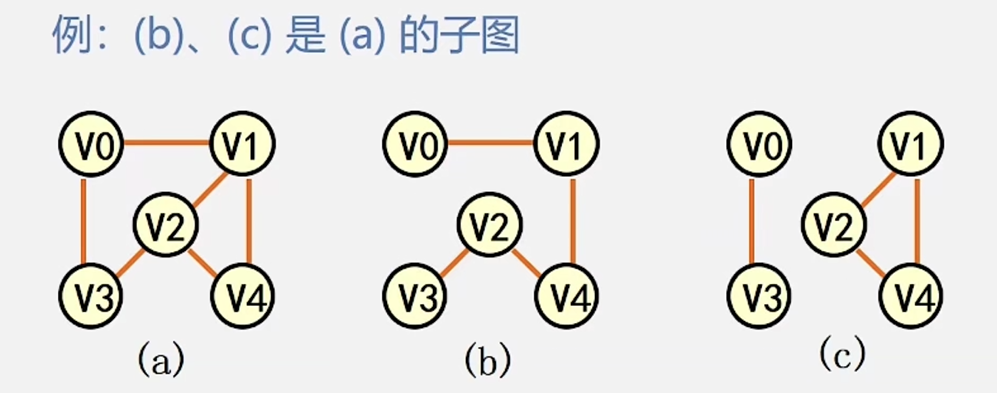 例：(b)、(c) 是 (a) 的子图
V0 V1 V0 V1 V0 V1
V2 V2 V2
V3 V4 V3 V4 V3 V4
(a) (b) (c)